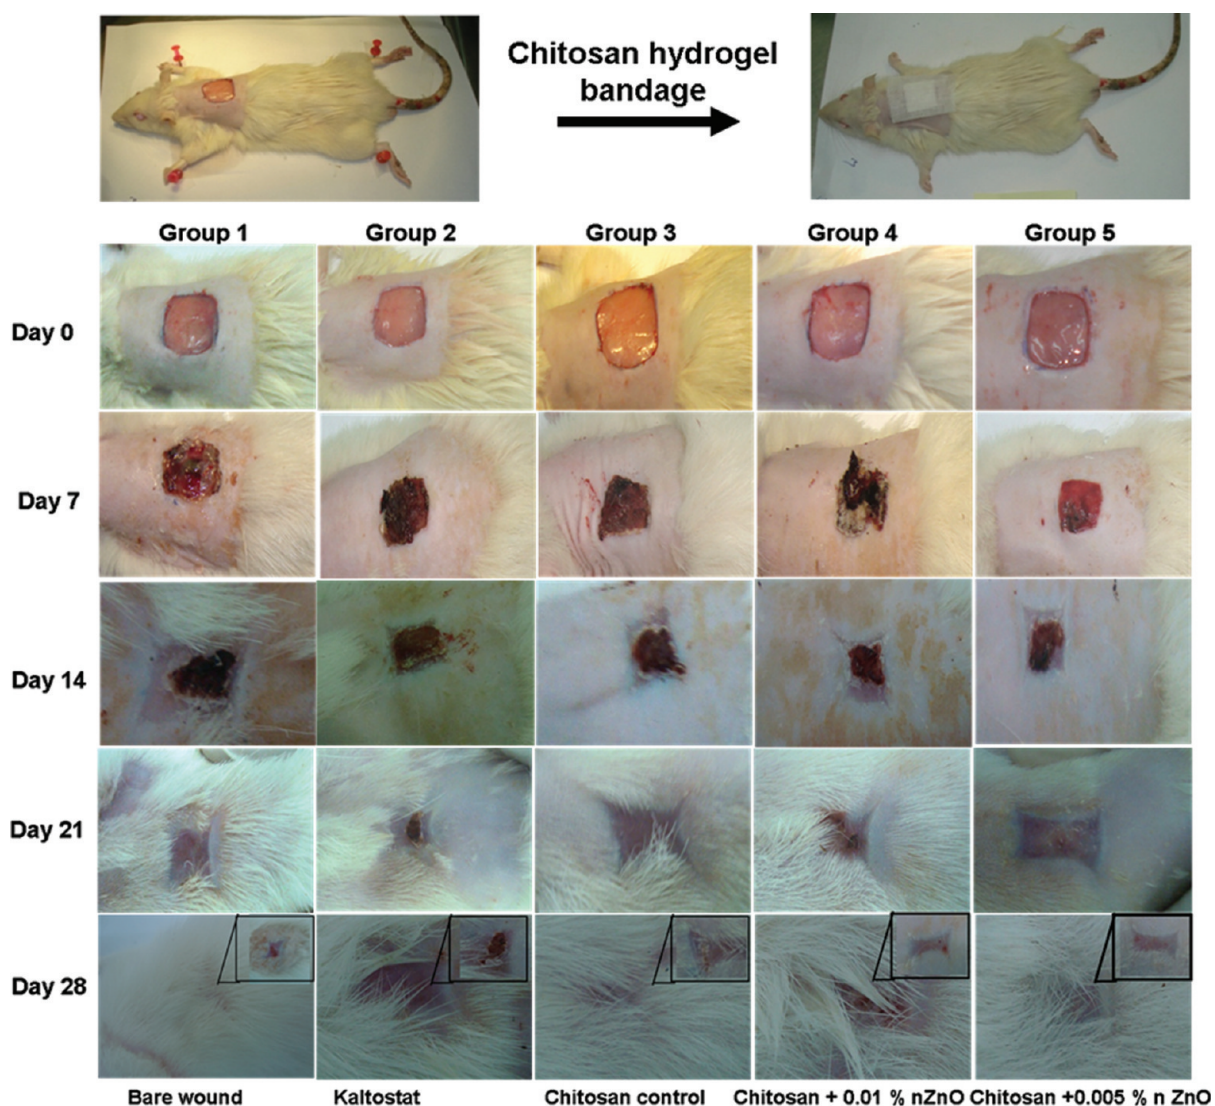 Chitosan hydrogel
bandage
Group 1 Group 2 Group 3 Group 4 Group 5
Day 0
Day 7
Day 14
Day 21
Day 28
Bare wound Kaltostat Chitosan control Chitosan + 0.01 % nZnO Chitosan +0.005 % n ZnO